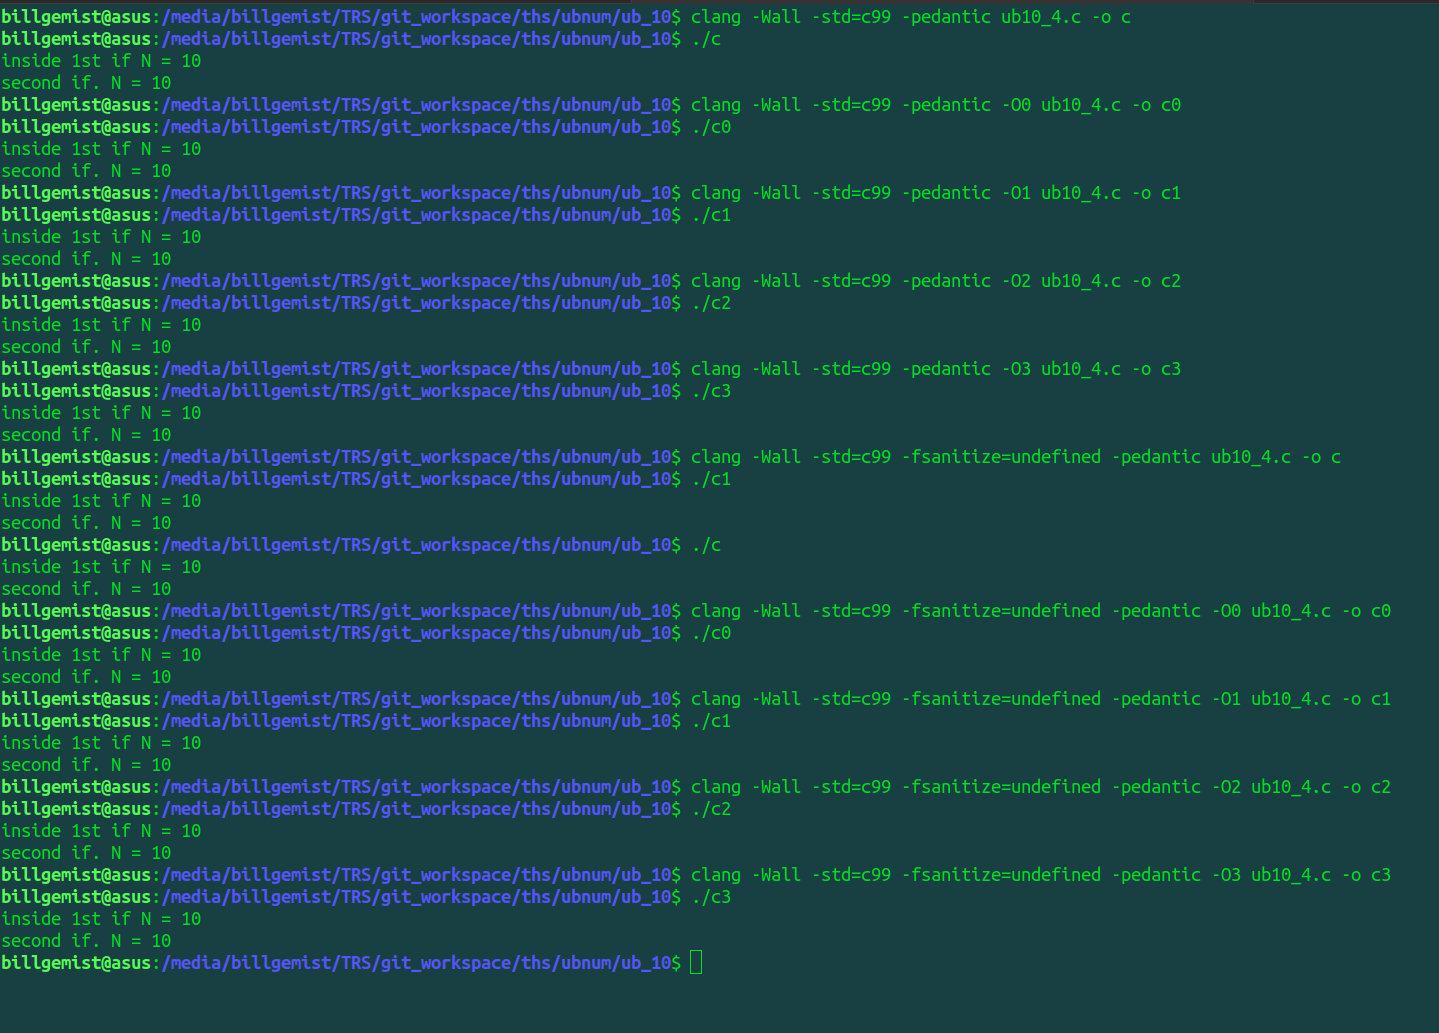 billgemist@asus:/media/billgemist/TRS/git_workspace/ths/ubnum/ub_10$ clang -Wall -std=c99 -pedantic ub10_4.c -o c
billgemist@asus:/media/billgemist/TRS/git_workspace/ths/ubnum/ub_10$ ./c
inside 1st if N = 10
second if. N = 10
billgemist@asus:/media/billgemist/TRS/git_workspace/ths/ubnum/ub_10$ clang -Wall -std=c99 -pedantic -O0 ub10_4.c -o c0
billgemist@asus:/media/billgemist/TRS/git_workspace/ths/ubnum/ub_10$ ./c0
inside 1st if N = 10
second if. N = 10
billgemist@asus:/media/billgemist/TRS/git_workspace/ths/ubnum/ub_10$ clang -Wall -std=c99 -pedantic -O1 ub10_4.c -o c1
billgemist@asus:/media/billgemist/TRS/git_workspace/ths/ubnum/ub_10$ ./c1
inside 1st if N = 10
second if. N = 10
billgemist@asus:/media/billgemist/TRS/git_workspace/ths/ubnum/ub_10$ clang -Wall -std=c99 -pedantic -O2 ub10_4.c -o c2
billgemist@asus:/media/billgemist/TRS/git_workspace/ths/ubnum/ub_10$ ./c2
inside 1st if N = 10
second if. N = 10
billgemist@asus:/media/billgemist/TRS/git_workspace/ths/ubnum/ub_10$ clang -Wall -std=c99 -pedantic -O3 ub10_4.c -o c3
billgemist@asus:/media/billgemist/TRS/git_workspace/ths/ubnum/ub_10$ ./c3
inside 1st if N = 10
second if. N = 10
billgemist@asus:/media/billgemist/TRS/git_workspace/ths/ubnum/ub_10$ clang -Wall -std=c99 -fsanitize=undefined -pedantic ub10_4.c -o c
billgemist@asus:/media/billgemist/TRS/git_workspace/ths/ubnum/ub_10$ ./c1
inside 1st if N = 10
second if. N = 10
billgemist@asus:/media/billgemist/TRS/git_workspace/ths/ubnum/ub_10$ ./c
inside 1st if N = 10
second if. N = 10
billgemist@asus:/media/billgemist/TRS/git_workspace/ths/ubnum/ub_10$ clang -Wall -std=c99 -fsanitize=undefined -pedantic -O0 ub10_4.c -o c0
billgemist@asus:/media/billgemist/TRS/git_workspace/ths/ubnum/ub_10$ ./c0
inside 1st if N = 10
second if. N = 10
billgemist@asus:/media/billgemist/TRS/git_workspace/ths/ubnum/ub_10$ clang -Wall -std=c99 -fsanitize=undefined -pedantic -O1 ub10_4.c -o c1
billgemist@asus:/media/billgemist/TRS/git_workspace/ths/ubnum/ub_10$ ./c1
inside 1st if N = 10
second if. N = 10
billgemist@asus:/media/billgemist/TRS/git_workspace/ths/ubnum/ub_10$ clang -Wall -std=c99 -fsanitize=undefined -pedantic -O2 ub10_4.c -o c2
billgemist@asus:/media/billgemist/TRS/git_workspace/ths/ubnum/ub_10$ ./c2
inside 1st if N = 10
second if. N = 10
billgemist@asus:/media/billgemist/TRS/git_workspace/ths/ubnum/ub_10$ clang -Wall -std=c99 -fsanitize=undefined -pedantic -O3 ub10_4.c -o c3
billgemist@asus:/media/billgemist/TRS/git_workspace/ths/ubnum/ub_10$ ./c3
inside 1st if N = 10
second if. N = 10
billgemist@asus:/media/billgemist/TRS/git_workspace/ths/ubnum/ub_10$